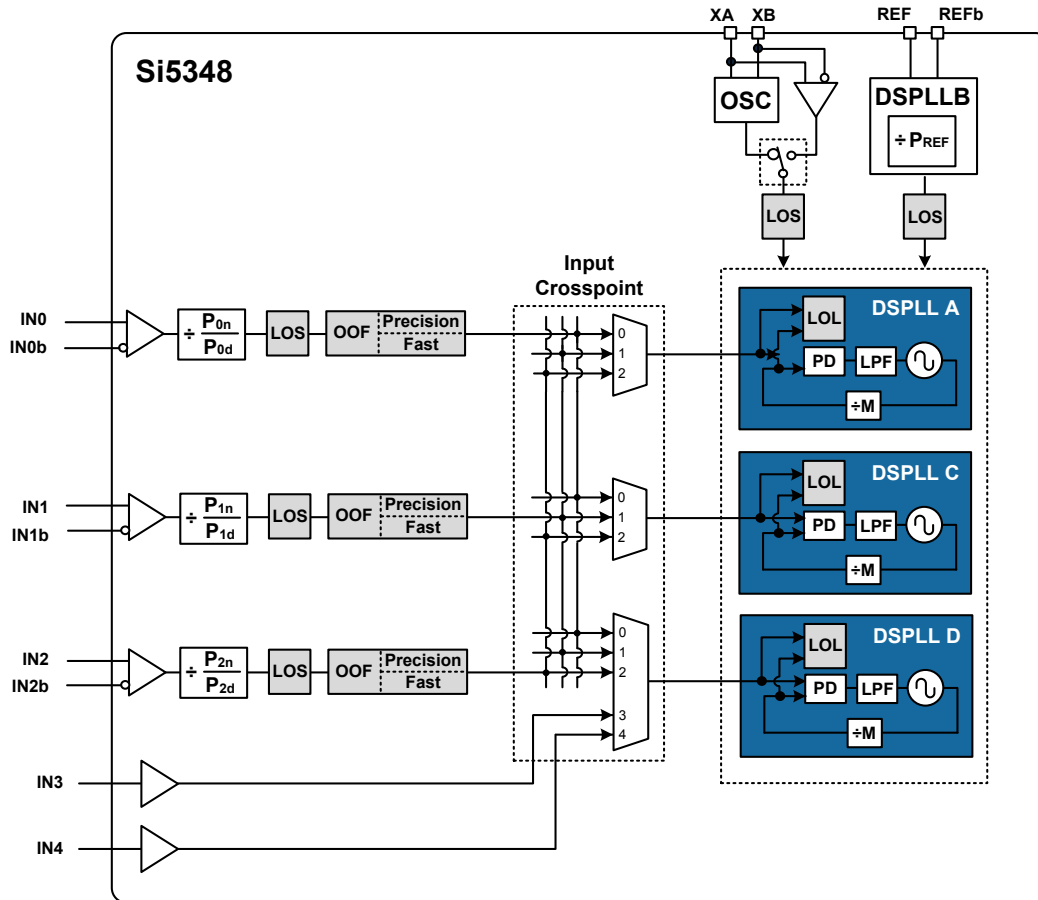 XA XB REF REFb
Si5348
OSC
DSPLLB
÷ PREF
LOS LOS
Input
Crosspoint
IN0
IN0b
÷ P0n
P0d
LOS
OOF
Precision
Fast
0
1
2
DSPLL A
LOL
PD
LPF
÷M
IN1
IN1b
÷ P1n
P1d
LOS
OOF
Precision
Fast
0
1
2
DSPLL C
LOL
PD
LPF
÷M
IN2
IN2b
÷ P2n
P2d
LOS
OOF
Precision
Fast
0
1
2
3
4
DSPLL D
LOL
PD
LPF
÷M
IN3
IN4